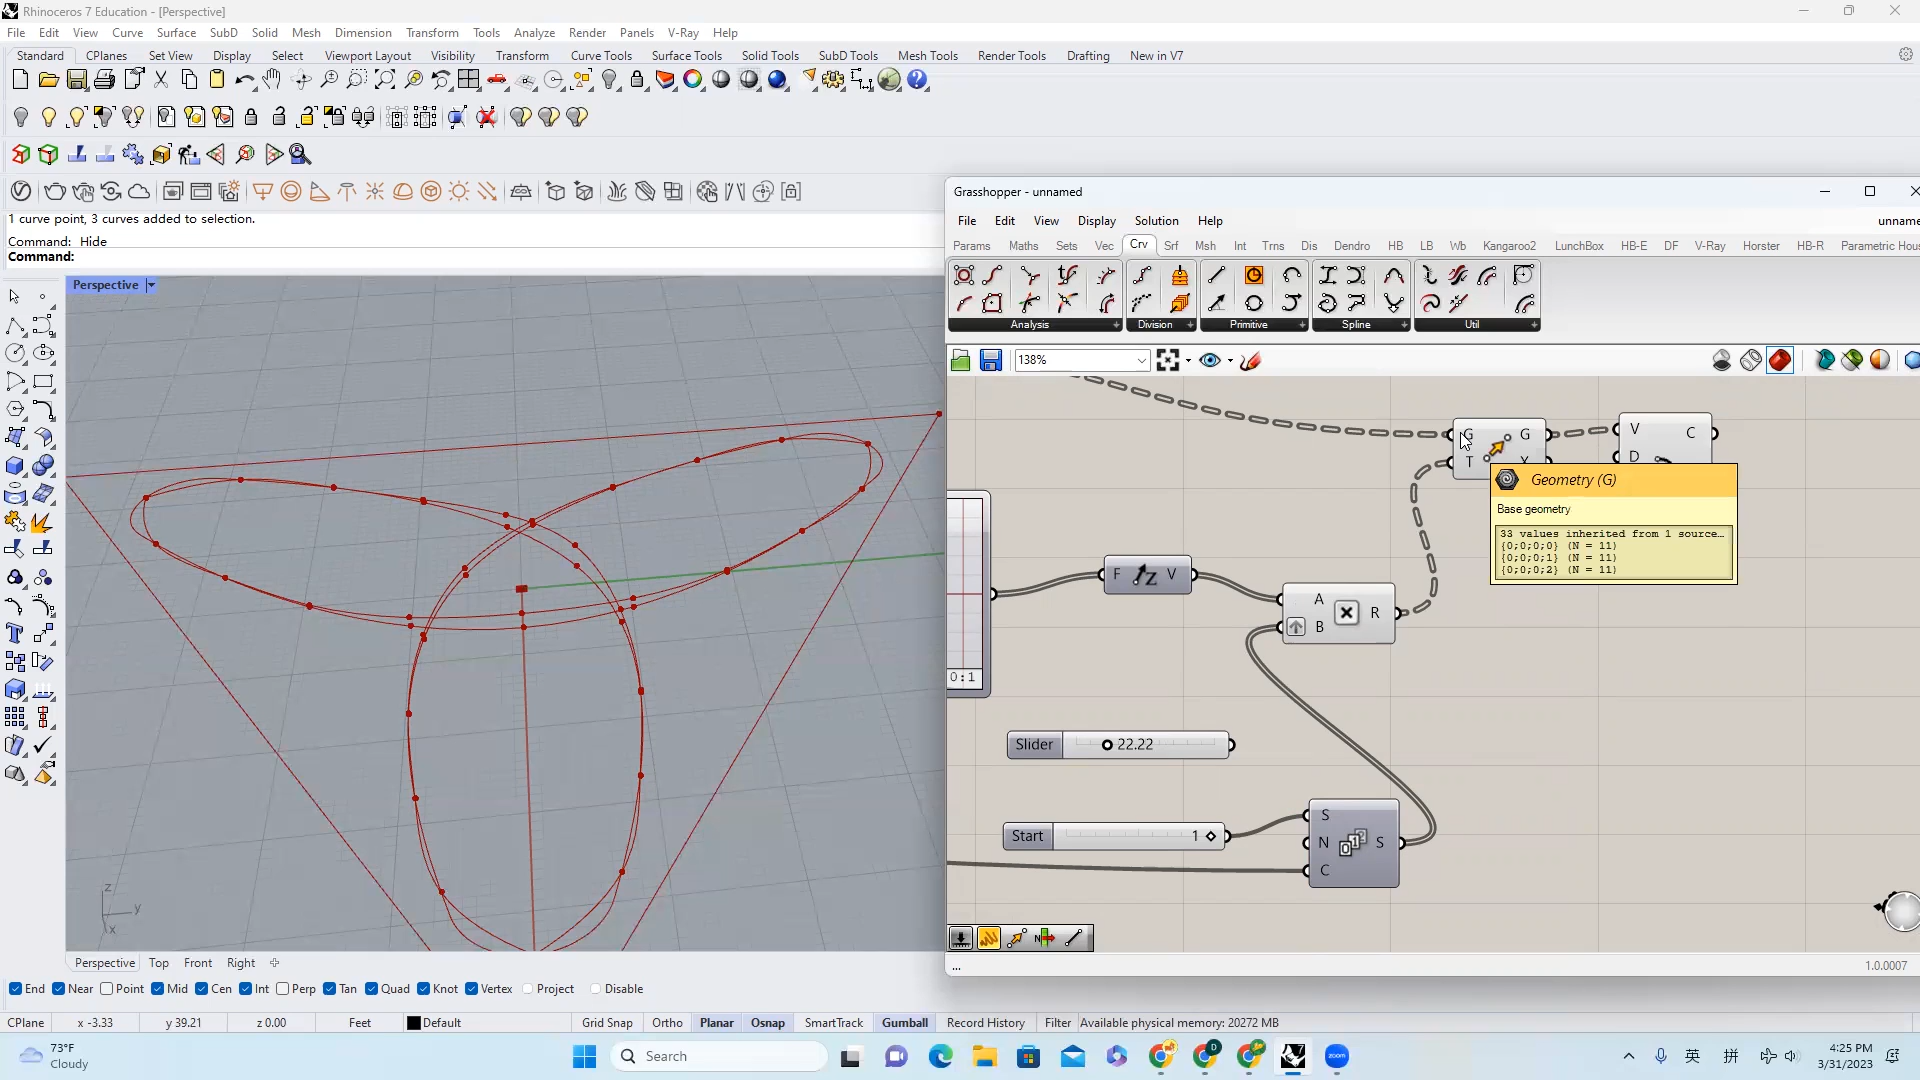 Rhinoceros 7 Education - [Perspective]
File Edit View Curve Surface SubD Solid Mesh Dimension Transform Tools Analyze Render Panels V-Ray Help
Standard CPlanes Set View Display Select Viewport Layout Visibility Transform Curve Tools Surface Tools Solid Tools SubD Tools Mesh Tools Render Tools Drafting New in V7
1 curve point, 3 curves added to selection.
Command: Hide
Command:
Perspective
Grasshopper - unnamed
File Edit View Display Solution Help unname
Params Maths Sets Vec Crv Srf Msh Int Trns Dis Dendro HB LB Wb Kangaroo2 LunchBox HB-E DF V-Ray Horster HB-R Parametric Hous
Analysis Division Primitive Spline Util
138%
G G V C
T X D
Geometry (G)
Base geometry
33 values inherited from 1 source…
{0;0;0;0} (N = 11)
{0;0;0;1} (N = 11)
{0;0;0;2} (N = 11)
F Z V
A
B R
0:1
Slider 22.22
Start 1
S
N S
C
z
y
x
Perspective Top Front Right
... 1.0.0007
End Near Point Mid Cen Int Perp Tan Quad Knot Vertex Project Disable
CPlane x -3.33 y 39.21 z 0.00 Feet Default Grid Snap Ortho Planar Osnap SmartTrack Gumball Record History Filter Available physical memory: 20272 MB
73°F
Cloudy
Search
zoom
英 拼
4:25 PM
3/31/2023